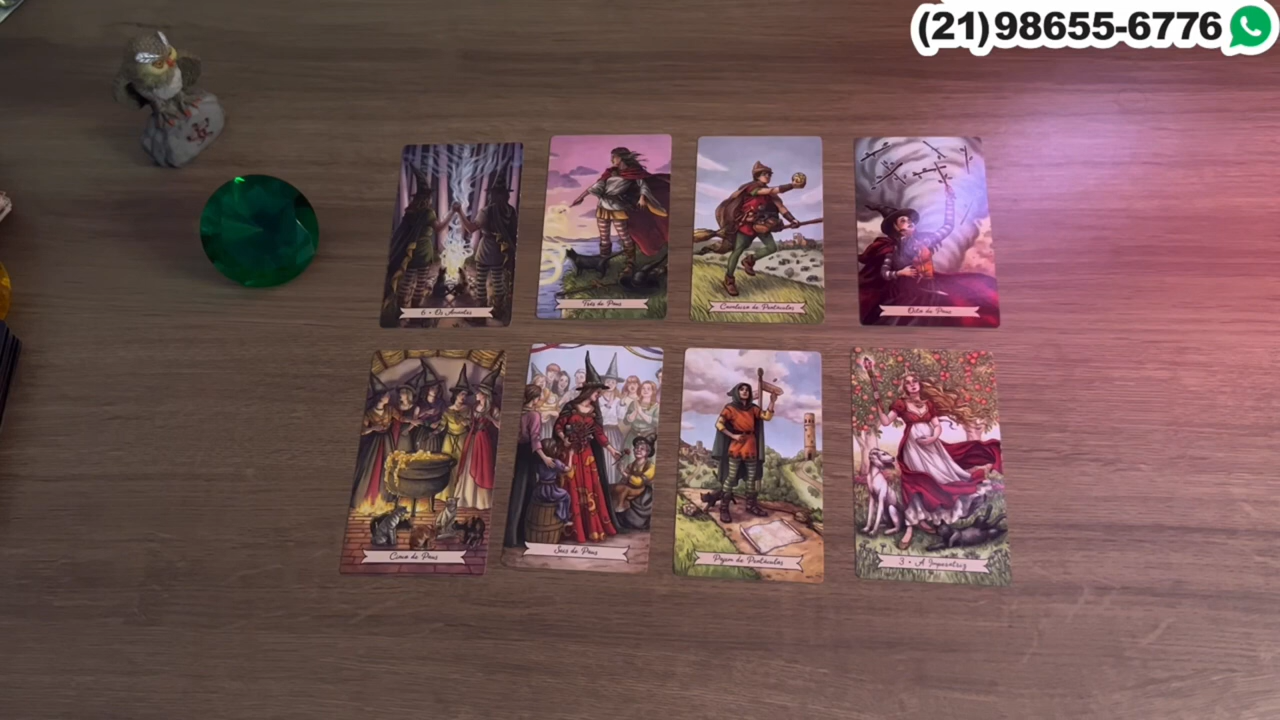 (21)98655-6776
6 • Os Amantes
Três de Paus
Cavaleiro de Pentáculos
Oito de Paus
Cinco de Paus
Seis de Paus
Pajem de Pentáculos
3 • A Imperatriz